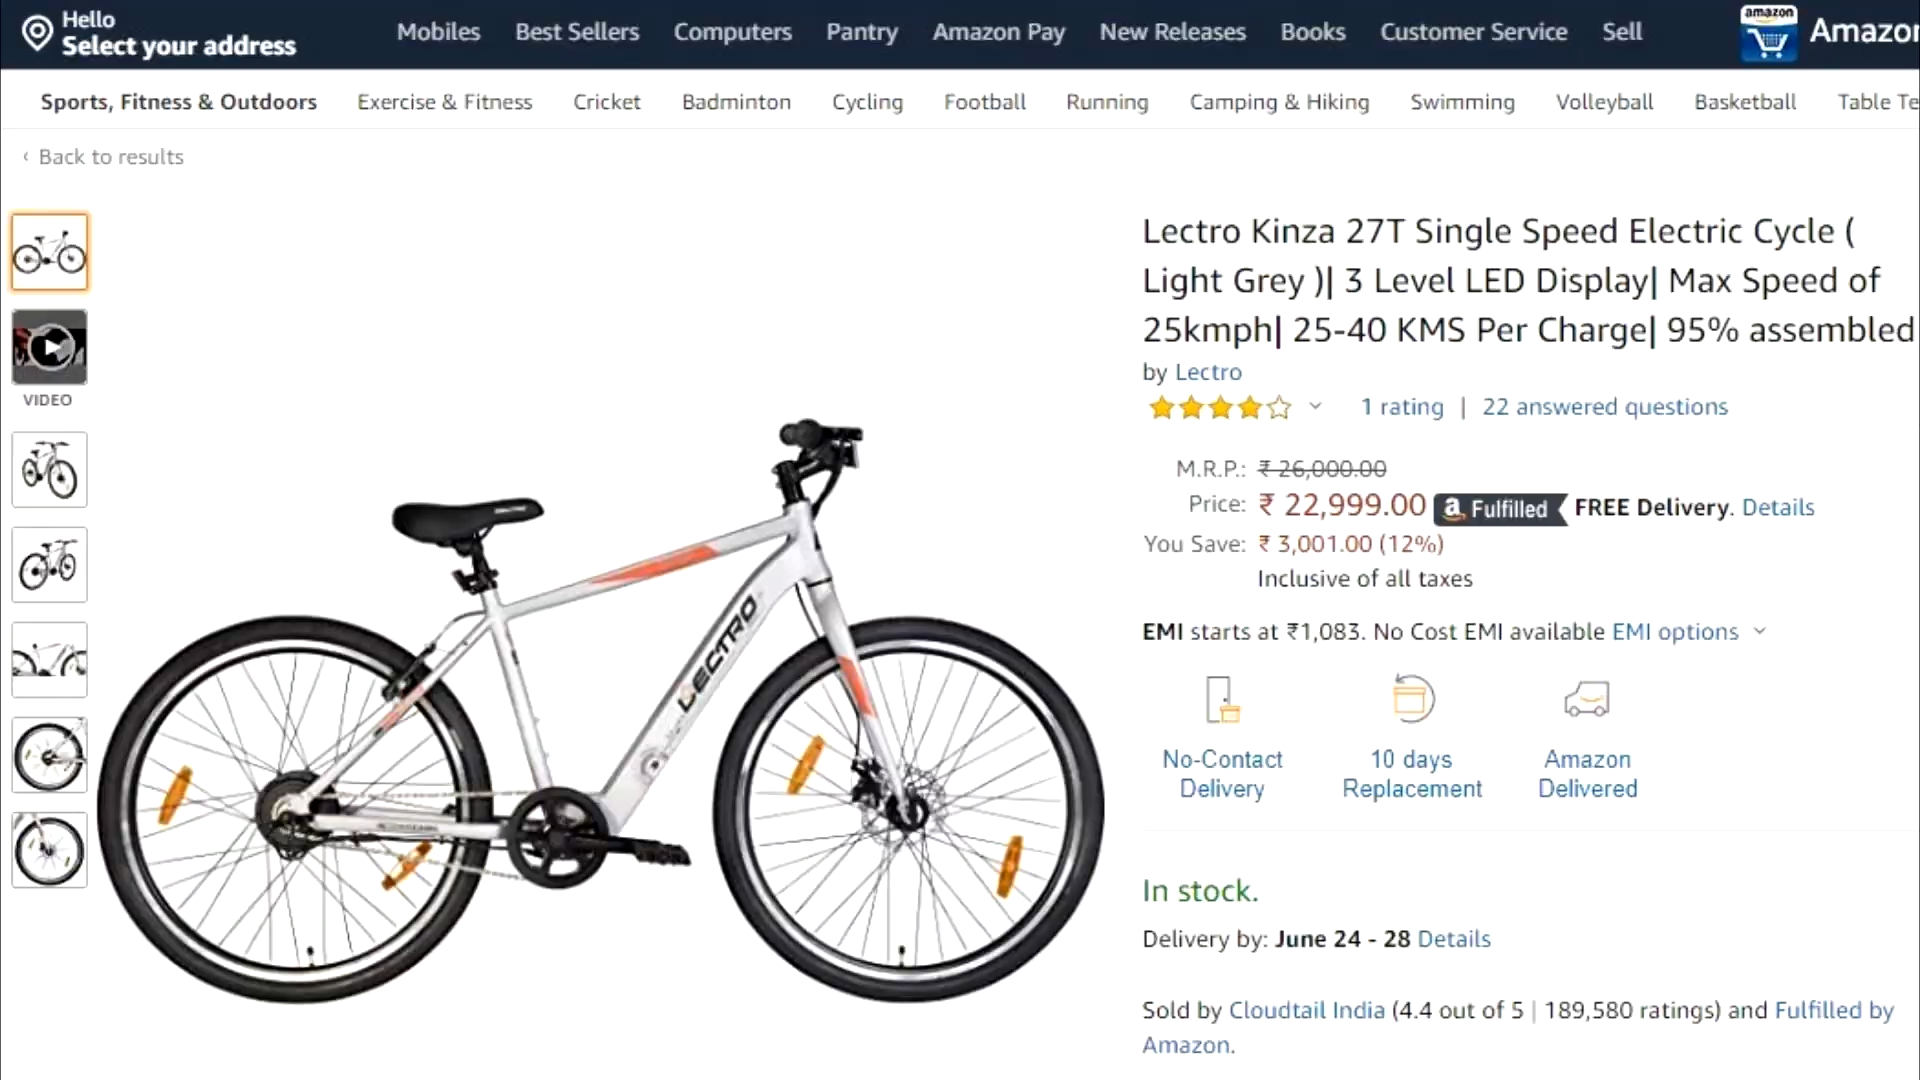 Hello
Select your address
Mobiles Best Sellers Computers Pantry Amazon Pay New Releases Books Customer Service Sell
amazon
Amazon
Sports, Fitness & Outdoors Exercise & Fitness Cricket Badminton Cycling Football Running Camping & Hiking Swimming Volleyball Basketball Table Te
‹ Back to results
VIDEO
LECTRO
Lectro Kinza 27T Single Speed Electric Cycle (
Light Grey )| 3 Level LED Display| Max Speed of
25kmph| 25-40 KMS Per Charge| 95% assembled
by Lectro
1 rating | 22 answered questions
M.R.P.: ₹ 26,000.00
Price: ₹ 22,999.00 a Fulfilled FREE Delivery. Details
You Save: ₹ 3,001.00 (12%)
Inclusive of all taxes
EMI starts at ₹1,083. No Cost EMI available EMI options
No-Contact
Delivery
10 days
Replacement
Amazon
Delivered
In stock.
Delivery by: June 24 - 28 Details
Sold by Cloudtail India (4.4 out of 5 | 189,580 ratings) and Fulfilled by
Amazon.